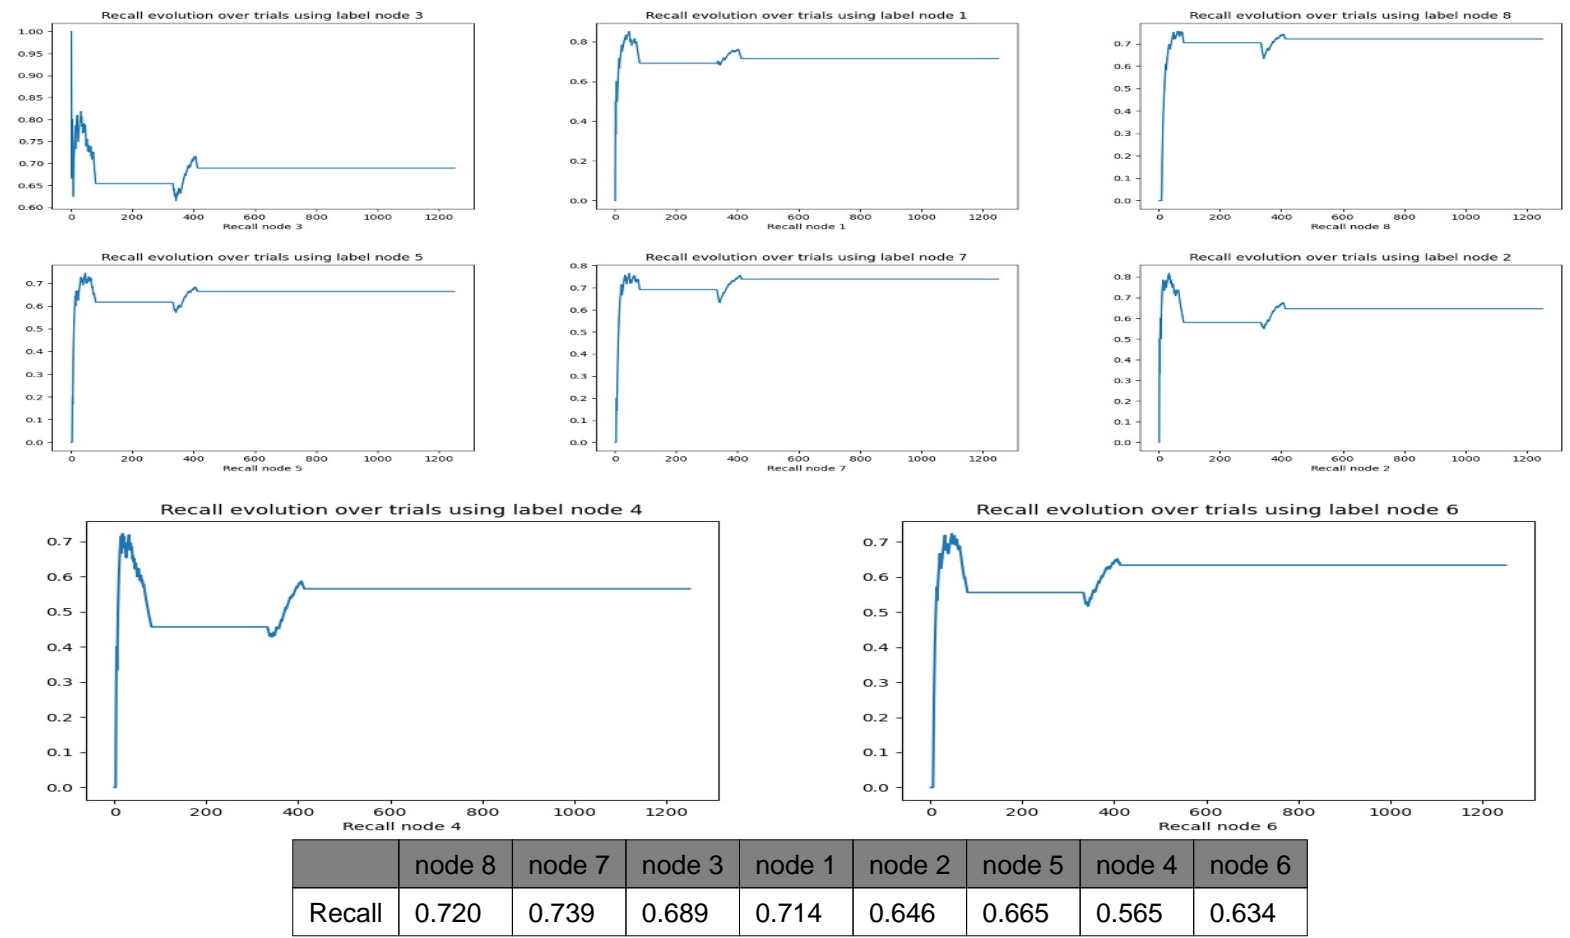 Recall evolution over trials using label node 3
1.00
0.95
0.90
0.85
0.80
0.75
0.70
0.65
0.60
0 200 400 600 800 1000 1200
Recall node 3
Recall evolution over trials using label node 1
0.8
0.6
0.4
0.2
0.0
0 200 400 600 800 1000 1200
Recall node 1
Recall evolution over trials using label node 8
0.7
0.6
0.5
0.4
0.3
0.2
0.1
0.0
0 200 400 600 800 1000 1200
Recall node 8
Recall evolution over trials using label node 5
0.7
0.6
0.5
0.4
0.3
0.2
0.1
0.0
0 200 400 600 800 1000 1200
Recall node 5
Recall evolution over trials using label node 7
0.8
0.7
0.6
0.5
0.4
0.3
0.2
0.1
0.0
0 200 400 600 800 1000 1200
Recall node 7
Recall evolution over trials using label node 2
0.8
0.7
0.6
0.5
0.4
0.3
0.2
0.1
0.0
0 200 400 600 800 1000 1200
Recall node 2
Recall evolution over trials using label node 4
0.7
0.6
0.5
0.4
0.3
0.2
0.1
0.0
0 200 400 600 800 1000 1200
Recall node 4
Recall evolution over trials using label node 6
0.7
0.6
0.5
0.4
0.3
0.2
0.1
0.0
0 200 400 600 800 1000 1200
Recall node 6
node 8 node 7 node 3 node 1 node 2 node 5 node 4 node 6
Recall 0.720 0.739 0.689 0.714 0.646 0.665 0.565 0.634